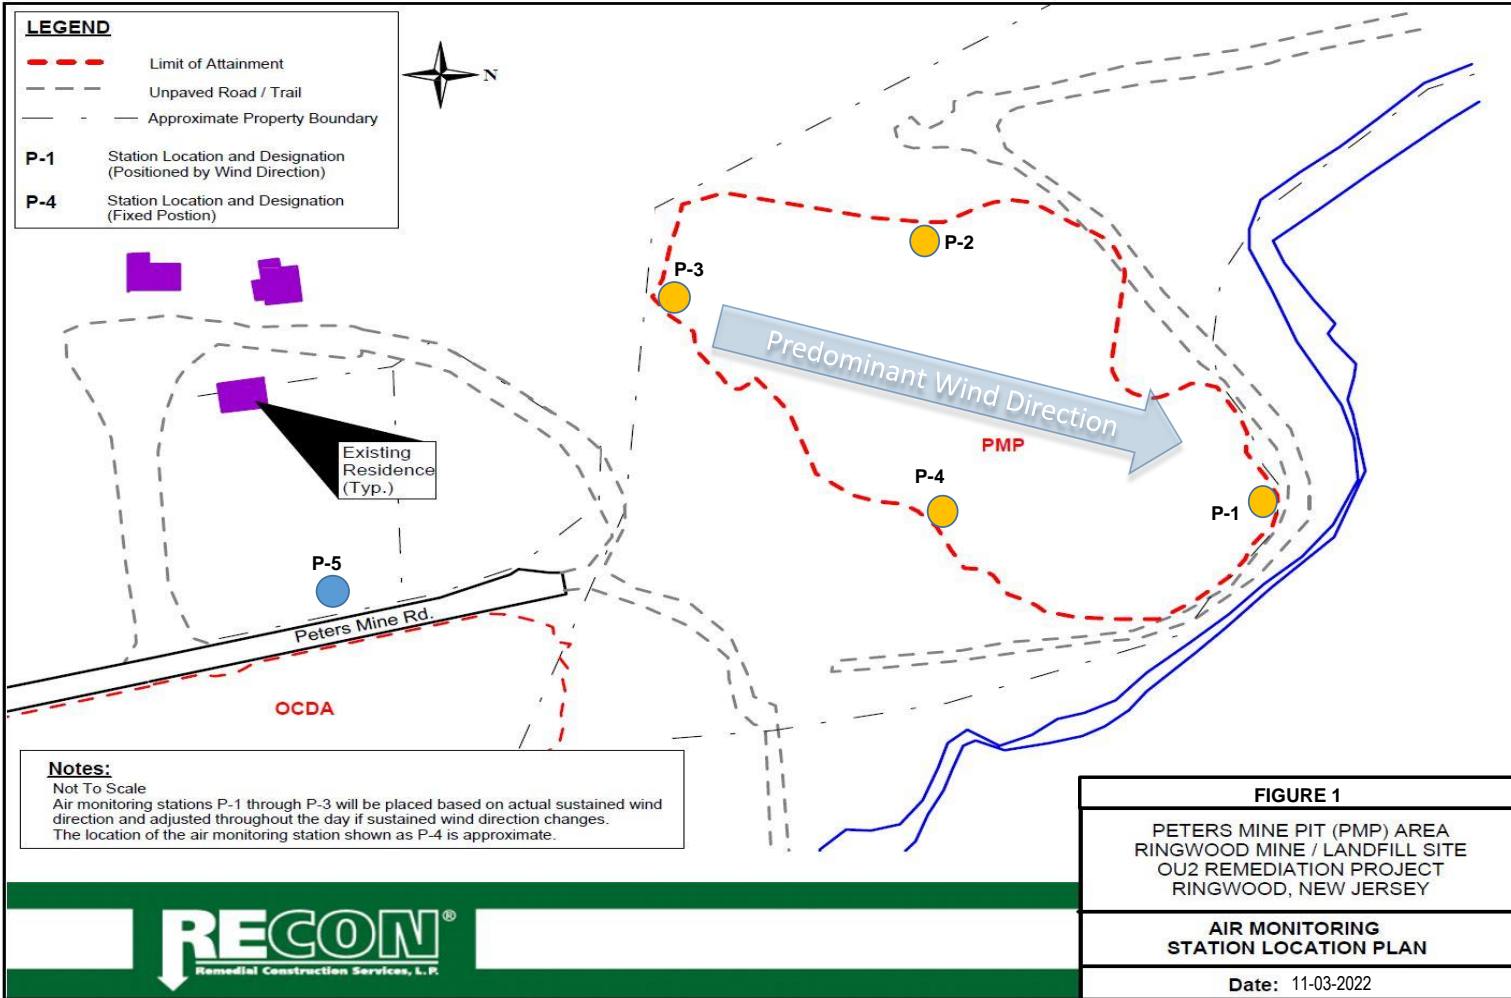 LEGEND
Limit of Attainment
Unpaved Road / Trail
Approximate Property Boundary
P-1 Station Location and Designation
(Positioned by Wind Direction)
P-4 Station Location and Designation
(Fixed Postion)
N
P-2
P-3
Predominant Wind Direction
PMP
P-4
P-1
Existing
Residence
(Typ.)
P-5
Peters Mine Rd.
OCDA
Notes:
Not To Scale
Air monitoring stations P-1 through P-3 will be placed based on actual sustained wind
direction and adjusted throughout the day if sustained wind direction changes.
The location of the air monitoring station shown as P-4 is approximate.
RECON®
Remedial Construction Services, L.P.
FIGURE 1
PETERS MINE PIT (PMP) AREA
RINGWOOD MINE / LANDFILL SITE
OU2 REMEDIATION PROJECT
RINGWOOD, NEW JERSEY
AIR MONITORING
STATION LOCATION PLAN
Date: 11-03-2022